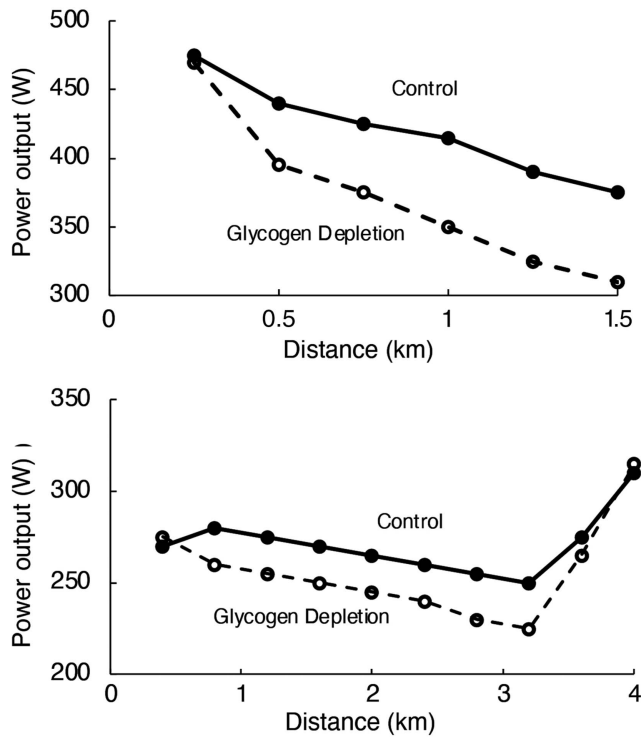 500
450
400
350
300
Power output (W)
Control
Glycogen Depletion
0 0.5 1 1.5
Distance (km)
350
300
250
200
Power output (W) )
Control
Glycogen Depletion
0 1 2 3 4
Distance (km)